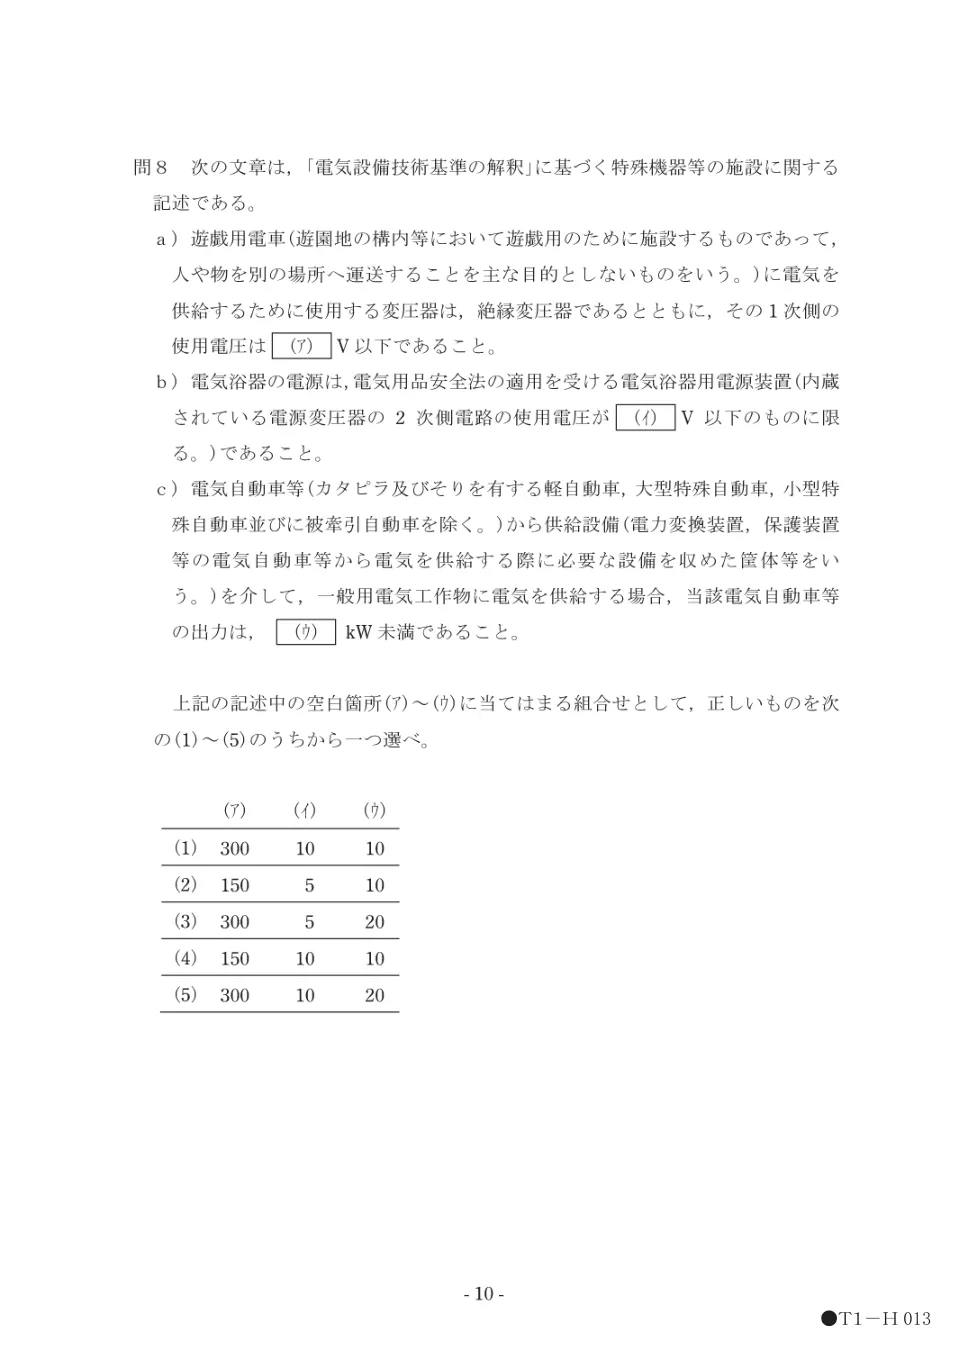 問８　次の文章は，「電気設備技術基準の解釈」に基づく特殊機器等の施設に関する
記述である。
ａ）遊戯用電車(遊園地の構内等において遊戯用のために施設するものであって，
人や物を別の場所へ運送することを主な目的としないものをいう。)に電気を
供給するために使用する変圧器は，絶縁変圧器であるとともに，その１次側の
使用電圧は (ｱ) V 以下であること。
ｂ）電気浴器の電源は，電気用品安全法の適用を受ける電気浴器用電源装置(内蔵
されている電源変圧器の 2 次側電路の使用電圧が (ｲ) V 以下のものに限
る。)であること。
ｃ）電気自動車等(カタピラ及びそりを有する軽自動車，大型特殊自動車，小型特
殊自動車並びに被牽引自動車を除く。)から供給設備(電力変換装置，保護装置
等の電気自動車等から電気を供給する際に必要な設備を収めた筐体等をい
う。)を介して，一般用電気工作物に電気を供給する場合，当該電気自動車等
の出力は， (ｳ) kW 未満であること。
上記の記述中の空白箇所(ｱ)～(ｳ)に当てはまる組合せとして，正しいものを次
の(1)～(5)のうちから一つ選べ。
(ｱ) (ｲ) (ｳ)
(1) 300 10 10
(2) 150 5 10
(3) 300 5 20
(4) 150 10 10
(5) 300 10 20
- 10 -
●T1－H 013